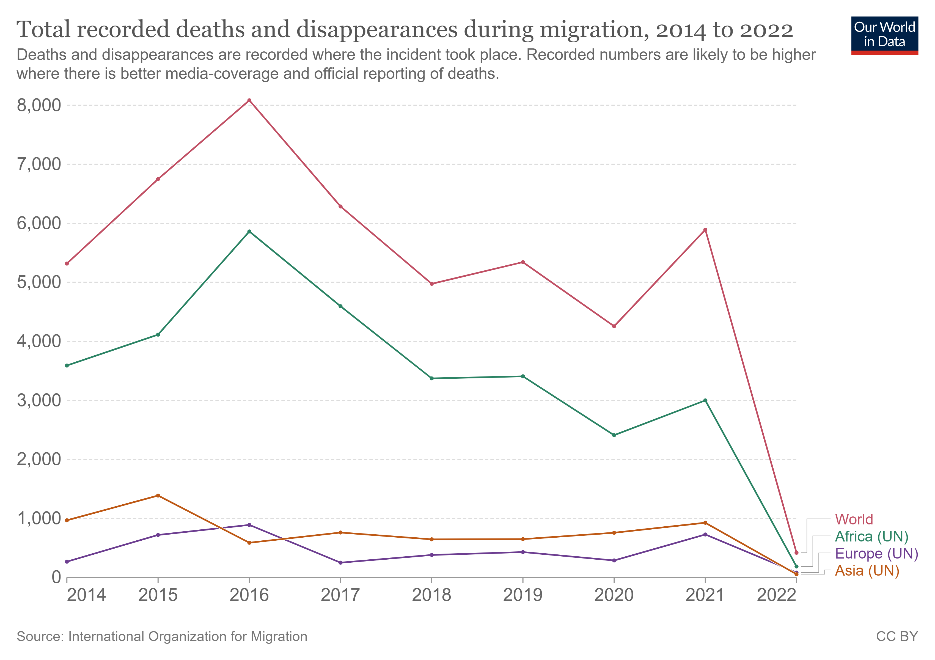 Total recorded deaths and disappearances during migration, 2014 to 2022
Our World
in Data
Deaths and disappearances are recorded where the incident took place. Recorded numbers are likely to be higher
where there is better media-coverage and official reporting of deaths.
8,000
7,000
6,000
5,000
4,000
3,000
2,000
1,000
0
World
Africa (UN)
Europe (UN)
Asia (UN)
2014 2015 2016 2017 2018 2019 2020 2021 2022
Source: International Organization for Migration
CC BY